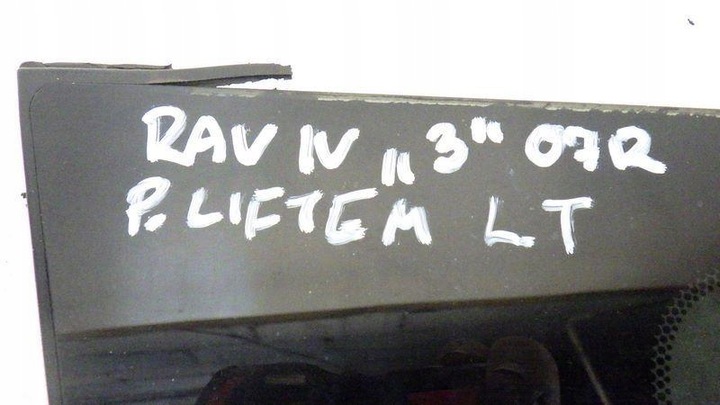 RAV IV „3" 07R
P. LIFTEM LT